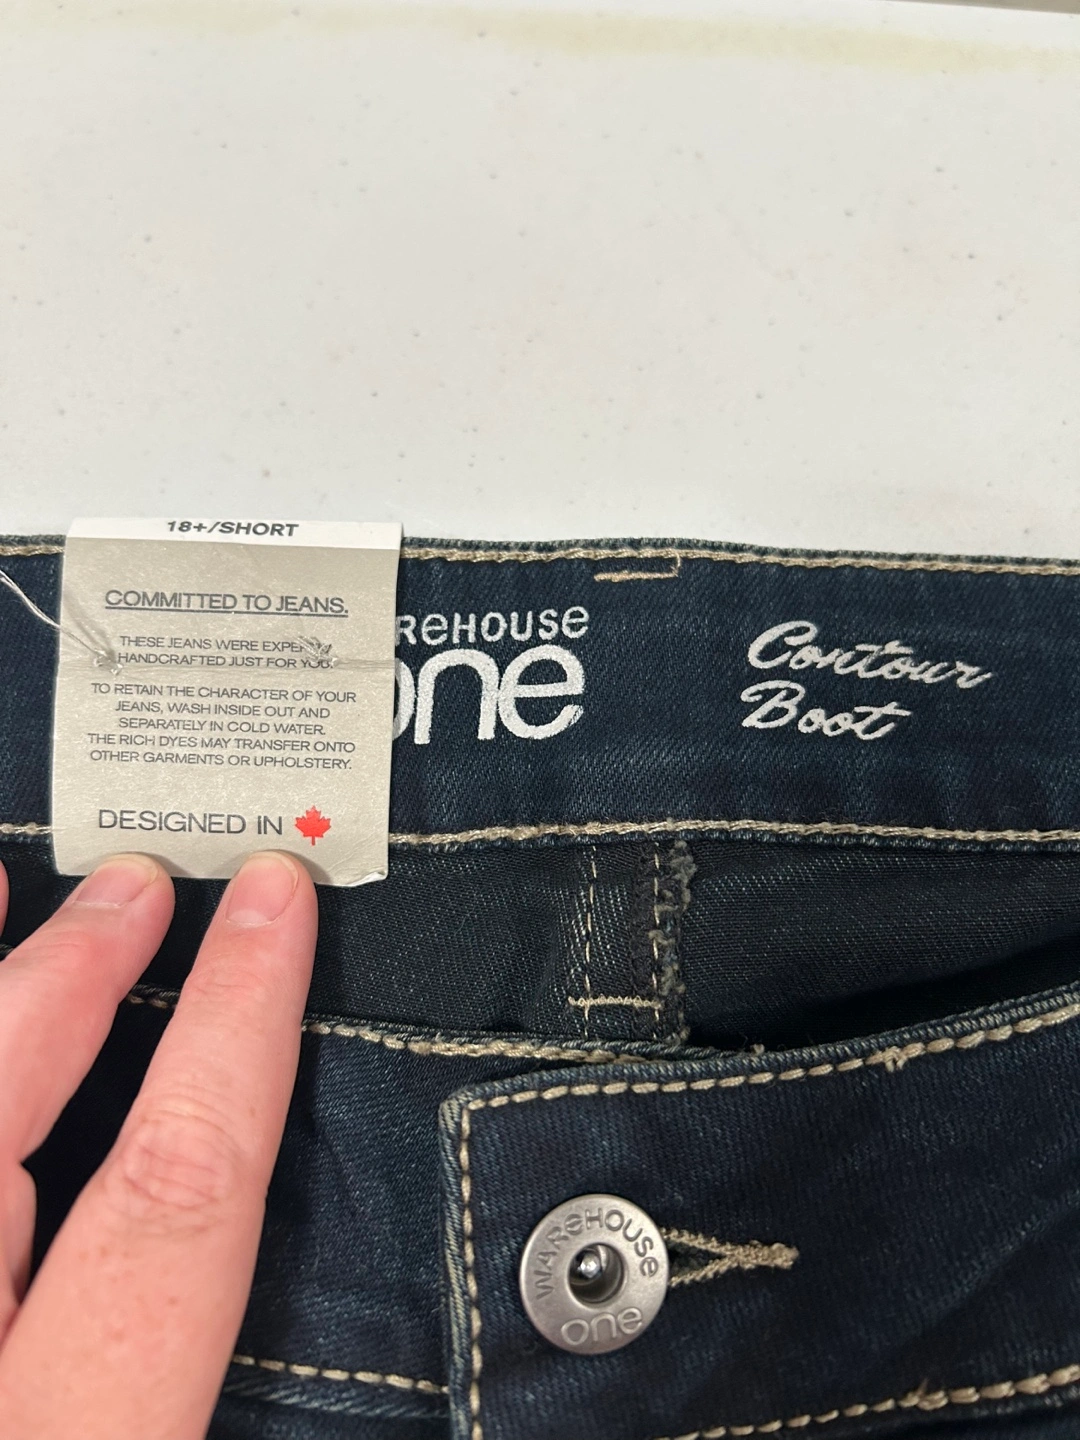 18+/SHORT
COMMITTED TO JEANS.
THESE JEANS WERE
HANDCRAFTED JUST FOR YOU.
TO RETAIN THE CHARACTER OF YOUR
JEANS, WASH INSIDE OUT AND
SEPARATELY IN COLD WATER.
THE RICH DYES MAY TRANSFER ONTO
OTHER GARMENTS OR UPHOLSTERY.
DESIGNED IN
REHOUSE
one
Contour
Boot
WAREHOUSE
one